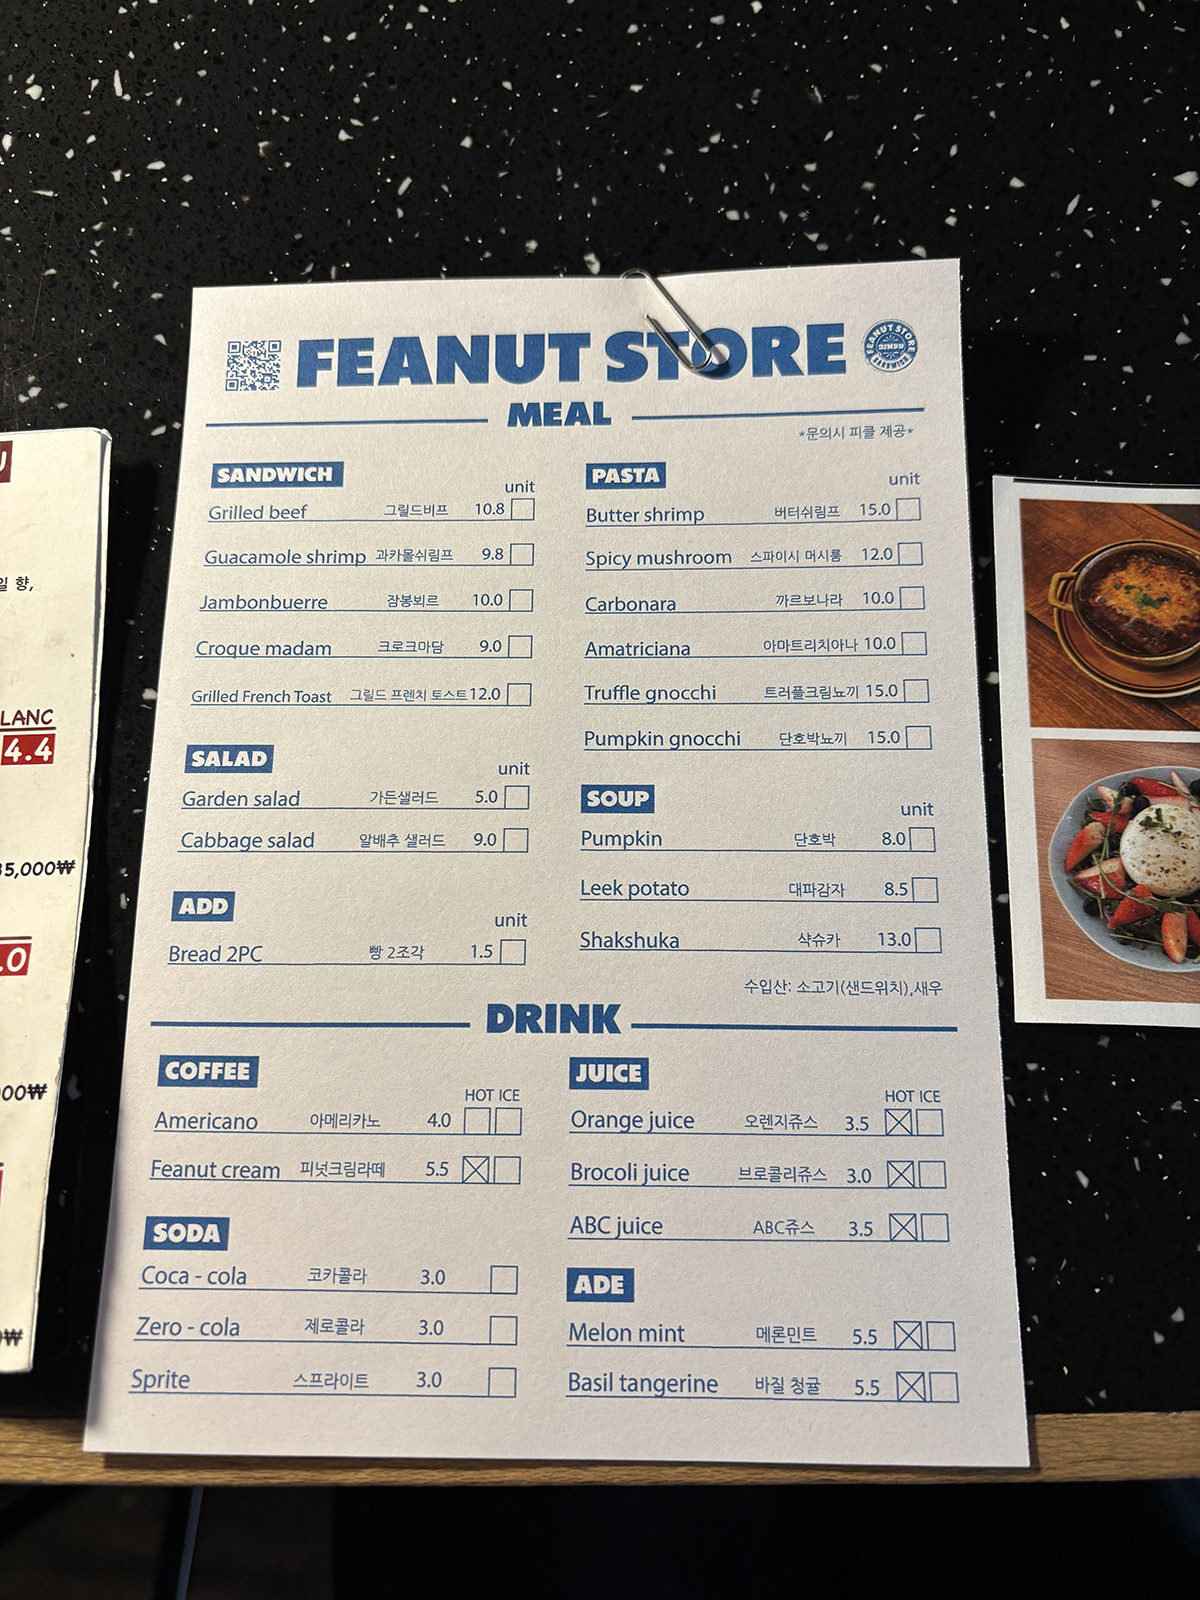 FEANUT STORE
FEANUT STORE
SANDWICH
MEAL
*문의시 피클 제공*
SANDWICH
unit
Grilled beef 그릴드비프 10.8
Guacamole shrimp 과카몰쉬림프 9.8
Jambonbuerre 잠봉뵈르 10.0
Croque madam 크로크마담 9.0
Grilled French Toast 그릴드 프렌치 토스트 12.0
SALAD
unit
Garden salad 가든샐러드 5.0
Cabbage salad 알배추 샐러드 9.0
ADD
unit
Bread 2PC 빵 2조각 1.5
PASTA
unit
Butter shrimp 버터쉬림프 15.0
Spicy mushroom 스파이시 머시룸 12.0
Carbonara 까르보나라 10.0
Amatriciana 아마트리치아나 10.0
Truffle gnocchi 트러플크림뇨끼 15.0
Pumpkin gnocchi 단호박뇨끼 15.0
SOUP
unit
Pumpkin 단호박 8.0
Leek potato 대파감자 8.5
Shakshuka 샥슈카 13.0
수입산: 소고기(샌드위치),새우
DRINK
COFFEE
HOT ICE
Americano 아메리카노 4.0
Feanut cream 피넛크림라떼 5.5
SODA
Coca - cola 코카콜라 3.0
Zero - cola 제로콜라 3.0
Sprite 스프라이트 3.0
JUICE
HOT ICE
Orange juice 오렌지쥬스 3.5
Brocoli juice 브로콜리쥬스 3.0
ABC juice ABC쥬스 3.5
ADE
Melon mint 메론민트 5.5
Basil tangerine 바질 청귤 5.5
일 향,
LANC
4.4
35,000₩
.0
000₩
₩